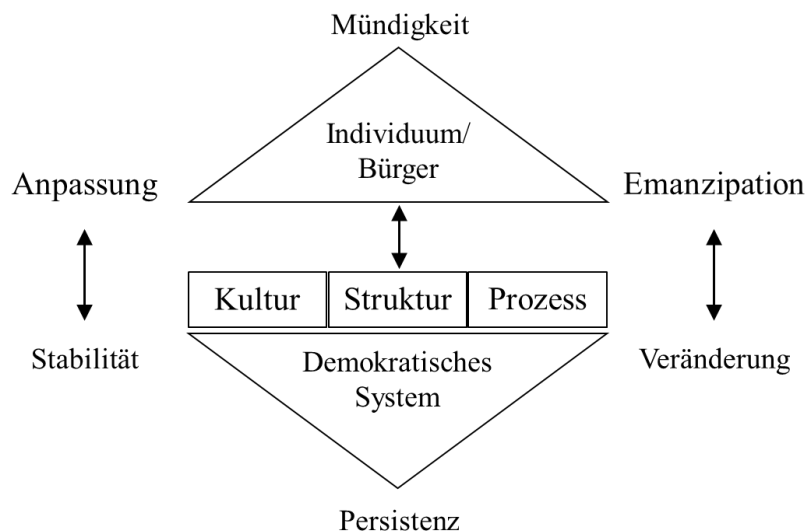 Mündigkeit
Individuum/
Bürger
Anpassung
Emanzipation
Kultur
Struktur
Prozess
Stabilität
Demokratisches
System
Veränderung
Persistenz